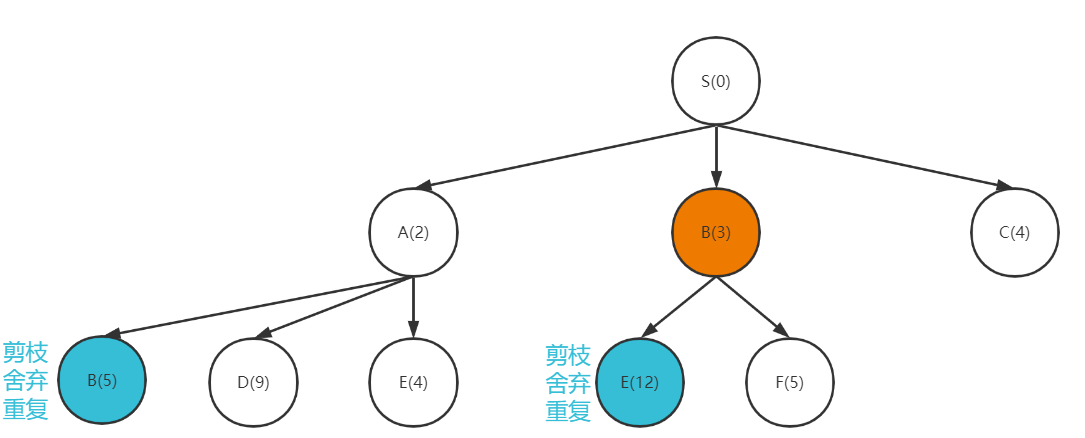 S(0)
A(2)
B(3)
C(4)
剪枝
舍弃
重复
B(5)
D(9)
E(4)
剪枝
舍弃
重复
E(12)
F(5)